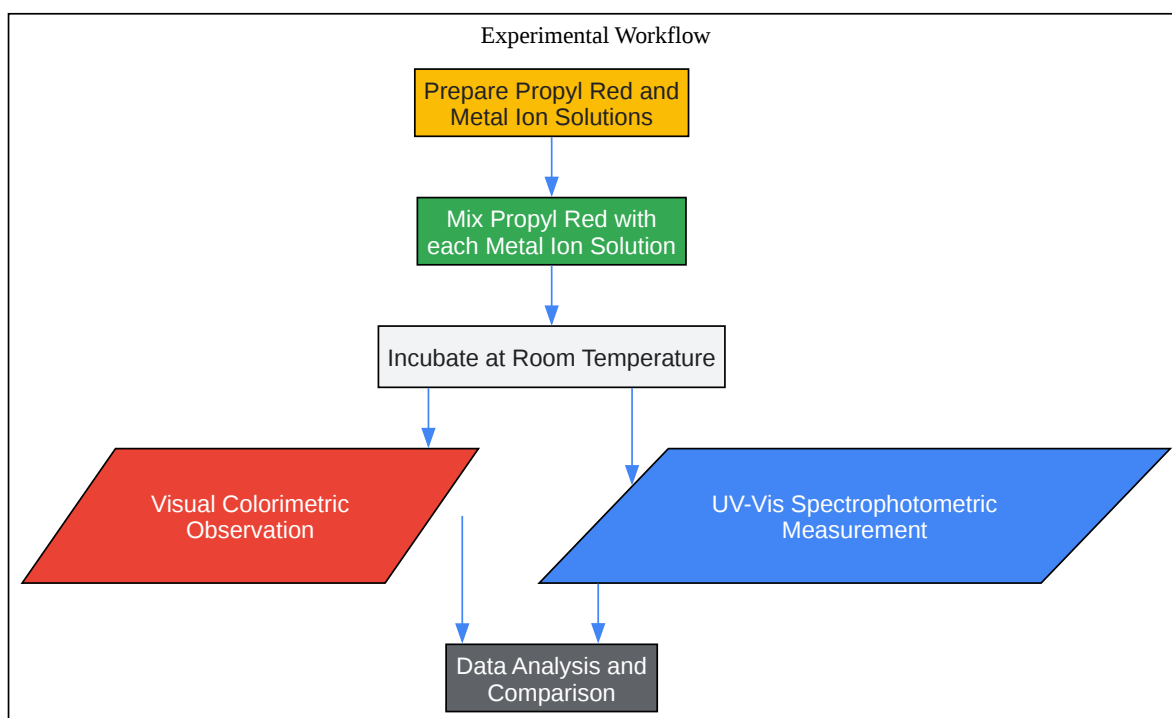 Experimental Workflow
Prepare Propyl Red and
Metal Ion Solutions
Mix Propyl Red with
each Metal Ion Solution
Incubate at Room Temperature
Visual Colorimetric
Observation
UV-Vis Spectrophotometric
Measurement
Data Analysis and
Comparison